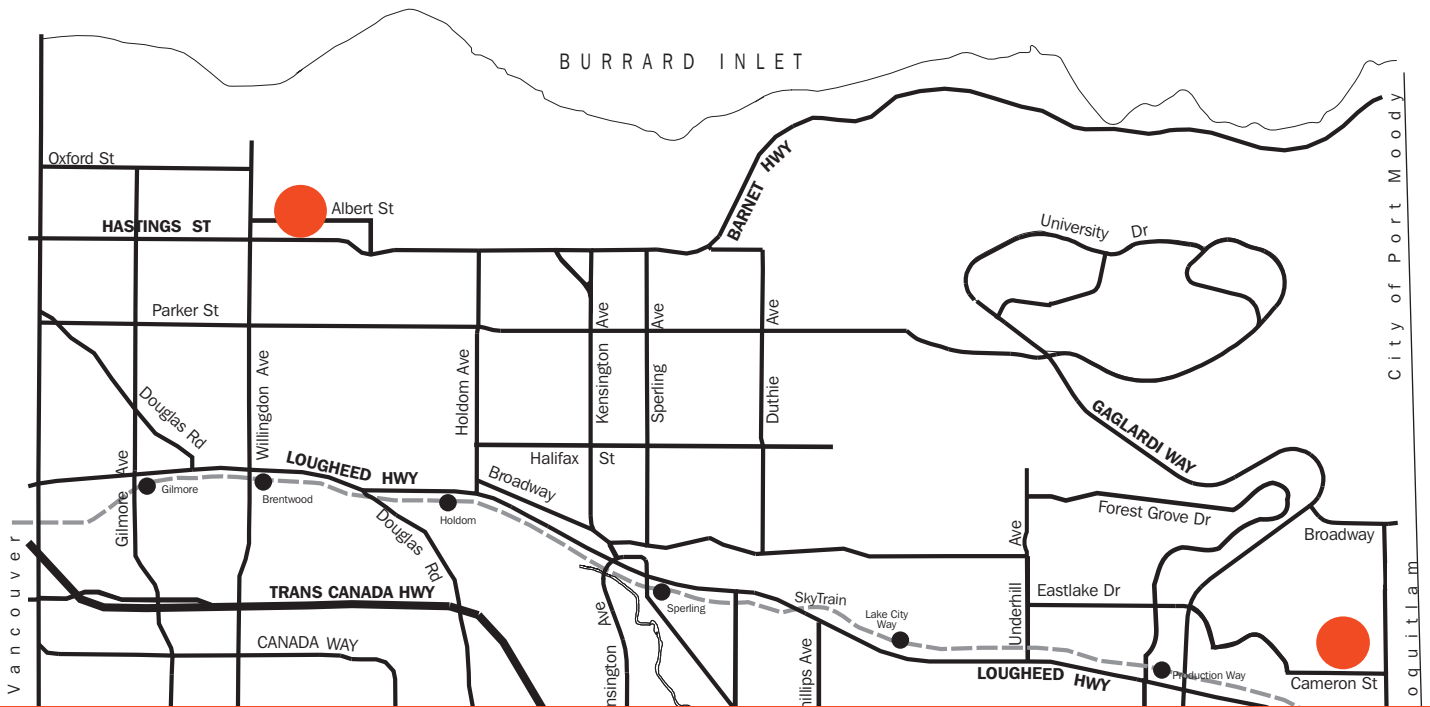 BURRARD INLET
Oxford St
Albert St
HASTINGS ST
BARNET HWY
City of Port Moody
University Dr
Parker St
Kensington Ave
Sperling Ave
Duthie Ave
Holdom Ave
Willingdon Ave
Douglas Rd
GAGLARDI WAY
Halifax St
LOUGHEED HWY
Broadway
Gilmore Ave
Gilmore
Brentwood
Holdom
Douglas Rd
Forest Grove Dr
Broadway
Vancouver
TRANS CANADA HWY
CANADA WAY
Sperling
SkyTrain
Lake City
Way
Underhill Ave
Eastlake Dr
nsington Ave
hillips Ave
LOUGHEED HWY
Production Way
Cameron St
oquitlam